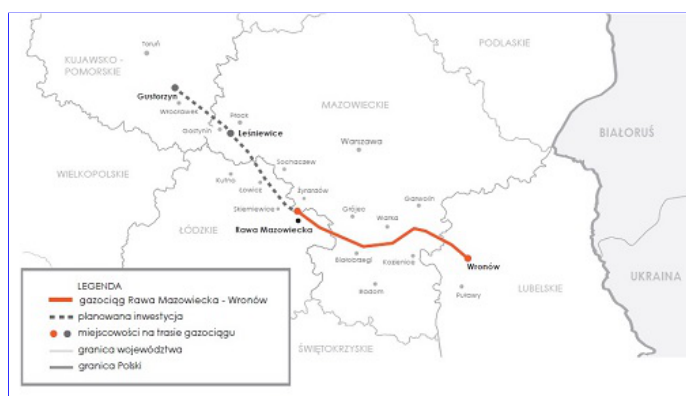 Toruń
KUJAWSKO -
POMORSKIE
PODLASKIE
Gustorzyn
Włocławek
MAZOWIECKIE
Płock
Gostynin
Leśniewice
BIAŁORUŚ
Warszawa
Sochaczew
WIELKOPOLSKIE
Kutno
Łowicz
Żyrardów
Garwolin
Skierniewice
Grójec
Warka
ŁÓDZKIE
Rawa Mazowiecka
Białobrzegi
Kozienice
Wronów
UKRAINA
LEGENDA
gazociąg Rawa Mazowiecka - Wronów
Radom
Puławy
LUBELSKIE
planowana inwestycja
miejscowości na trasie gazociągu
granica województwa
ŚWIĘTOKRZYSKIE
granica Polski